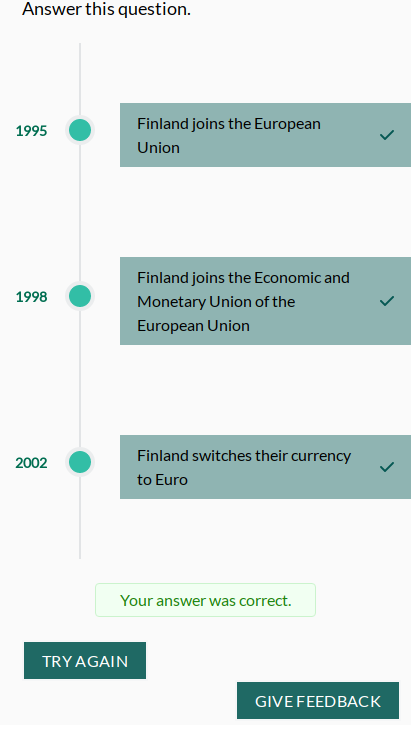 Answer this question.
1995
Finland joins the European
Union
1998
Finland joins the Economic and
Monetary Union of the
European Union
2002
Finland switches their currency
to Euro
Your answer was correct.
TRY AGAIN
GIVE FEEDBACK